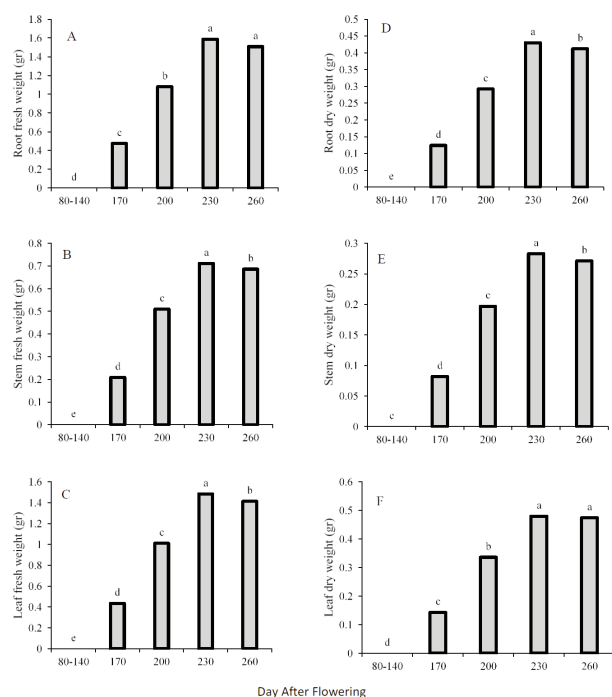 A
Root fresh weight (gr)
1.8
1.6
1.4
1.2
1
0.8
0.6
0.4
0.2
0
d
c
b
a
a
80-140 170 200 230 260
D
Root dry weight (gr)
0.5
0.45
0.4
0.35
0.3
0.25
0.2
0.15
0.1
0.05
0
e
d
c
a
b
80-140 170 200 230 260
B
Stem fresh weight (gr)
0.8
0.7
0.6
0.5
0.4
0.3
0.2
0.1
0
e
d
c
a
b
80-140 170 200 230 260
E
Stem dry weight (gr)
0.3
0.25
0.2
0.15
0.1
0.05
0
c
d
c
a
b
80-140 170 200 230 260
C
Leaf fresh weight (gr)
1.6
1.4
1.2
1
0.8
0.6
0.4
0.2
0
e
d
c
a
b
80-140 170 200 230 260
F
Leaf dry weight (gr)
0.6
0.5
0.4
0.3
0.2
0.1
0
d
c
b
a
a
80-140 170 200 230 260
Day After Flowering